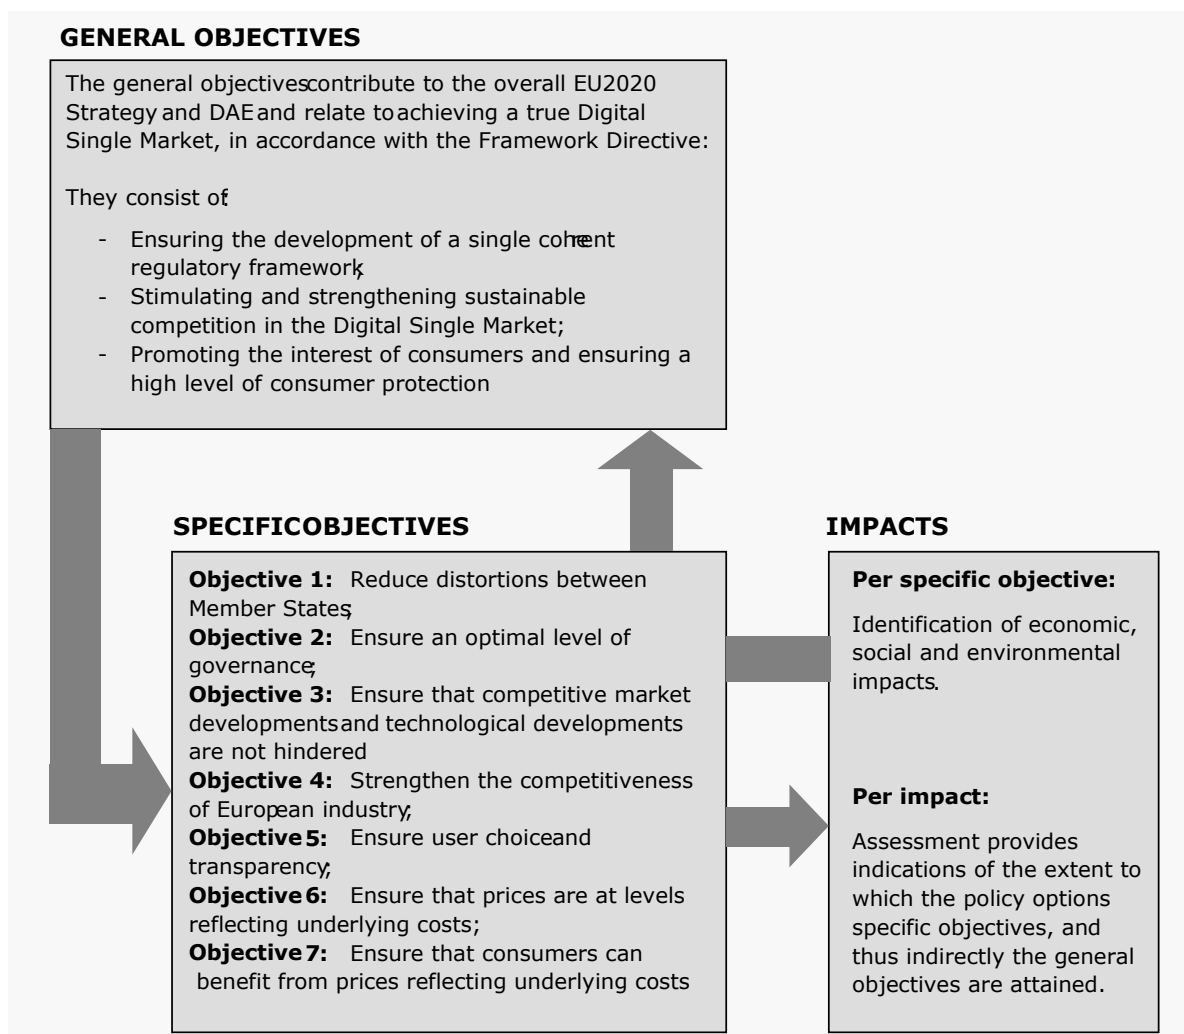 GENERAL OBJECTIVES
The general objectivescontribute to the overall EU2020
Strategy and DAE and relate to achieving a true Digital
Single Market, in accordance with the Framework Directive:
They consist of:
- Ensuring the development of a single coherent
regulatory framework;
- Stimulating and strengthening sustainable
competition in the Digital Single Market;
- Promoting the interest of consumers and ensuring a
high level of consumer protection
SPECIFICOBJECTIVES
Objective 1: Reduce distortions between
Member States;
Objective 2: Ensure an optimal level of
governance;
Objective 3: Ensure that competitive market
developments and technological developments
are not hindered
Objective 4: Strengthen the competitiveness
of European industry;
Objective 5: Ensure user choiceand
transparency;
Objective 6: Ensure that prices are at levels
reflecting underlying costs;
Objective 7: Ensure that consumers can
benefit from prices reflecting underlying costs
IMPACTS
Per specific objective:
Identification of economic,
social and environmental
impacts.
Per impact:
Assessment provides
indications of the extent to
which the policy options
specific objectives, and
thus indirectly the general
objectives are attained.